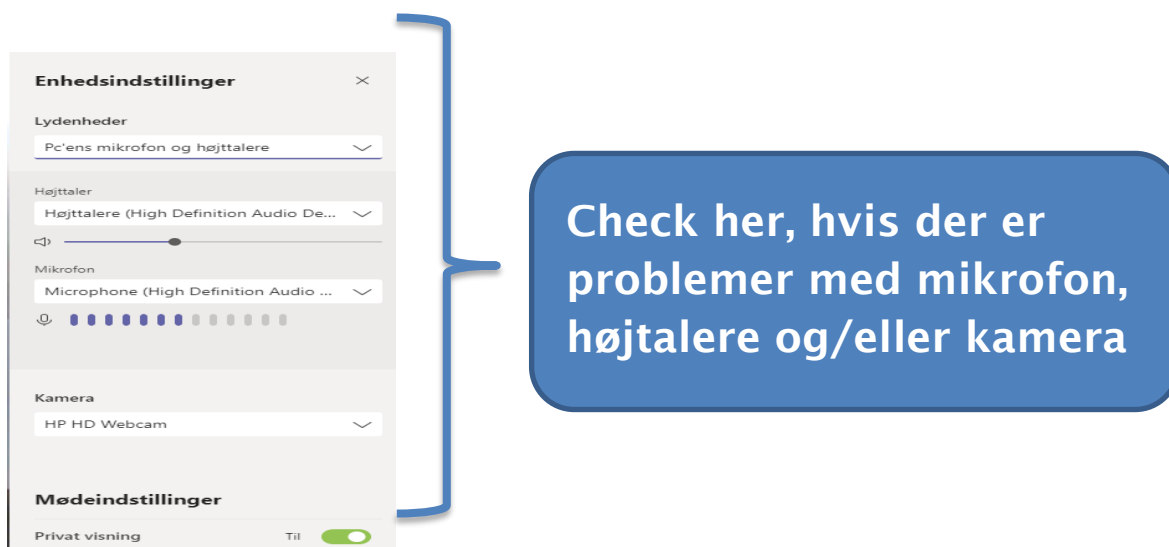 Enhedsindstillinger
Lydenheder
Pc'ens mikrofon og højttalere
Højttaler
Højttalere (High Definition Audio De...
Mikrofon
Microphone (High Definition Audio ...
Kamera
HP HD Webcam
Mødeindstillinger
Privat visning Til
Check her, hvis der er
problemer med mikrofon,
højtalere og/eller kamera